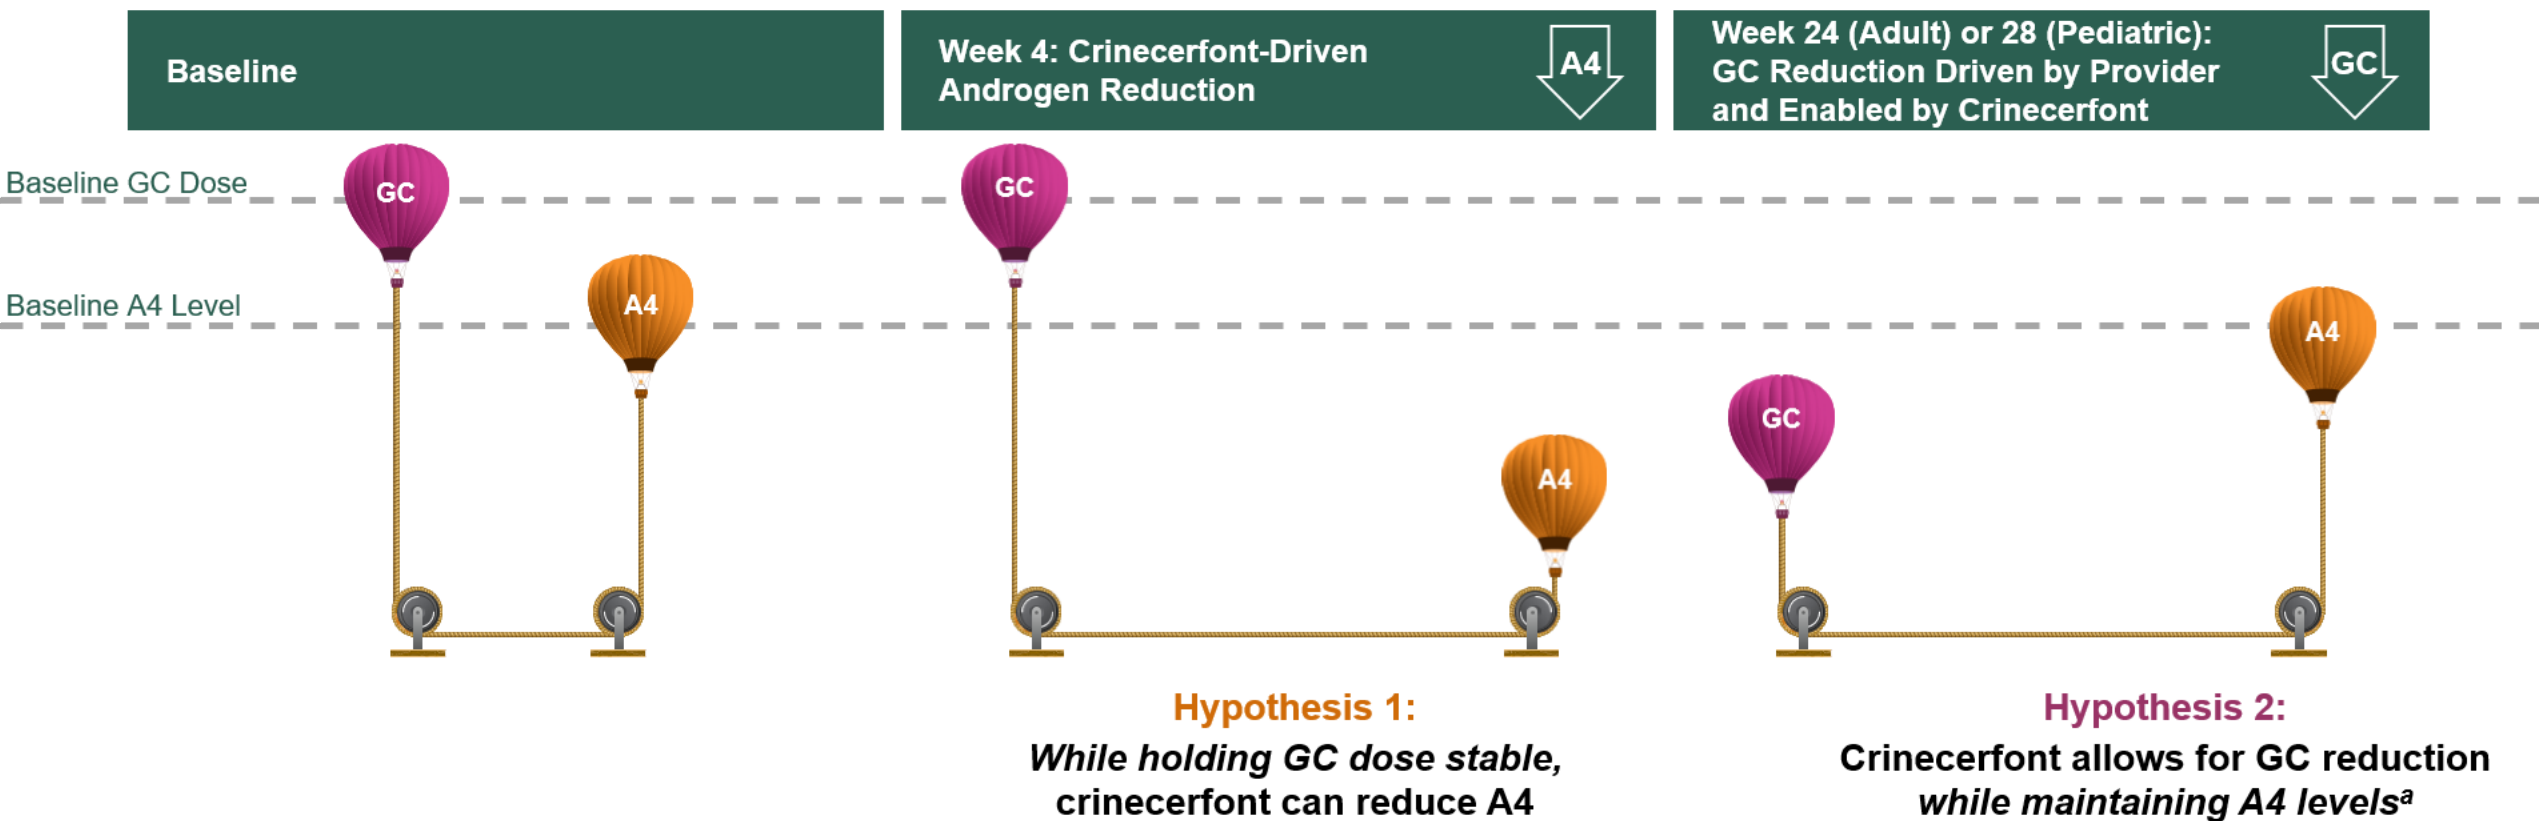 Baseline
Week 4: Crinecerfont-Driven
Androgen Reduction
A4
Week 24 (Adult) or 28 (Pediatric):
GC Reduction Driven by Provider
and Enabled by Crinecerfont
GC
Baseline GC Dose
GC
GC
Baseline A4 Level
A4
A4
GC
A4
Hypothesis 1:
While holding GC dose stable,
crinecerfont can reduce A4
Hypothesis 2:
Crinecerfont allows for GC reduction
while maintaining A4 levelsᵃ